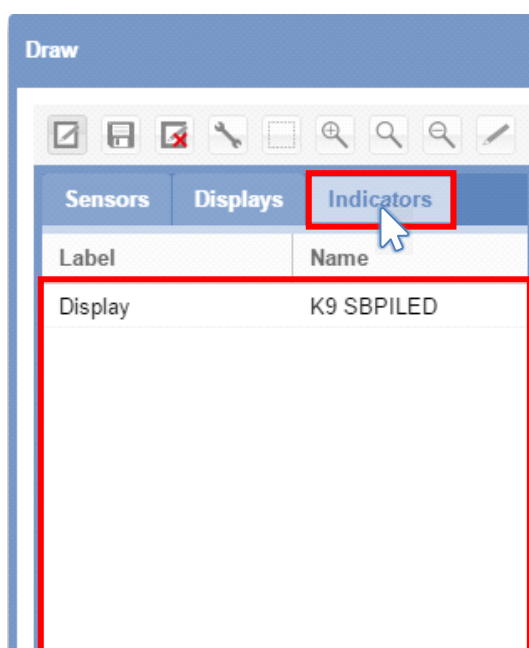 Draw
Sensors Displays Indicators
Label Name
Display K9 SBPILED